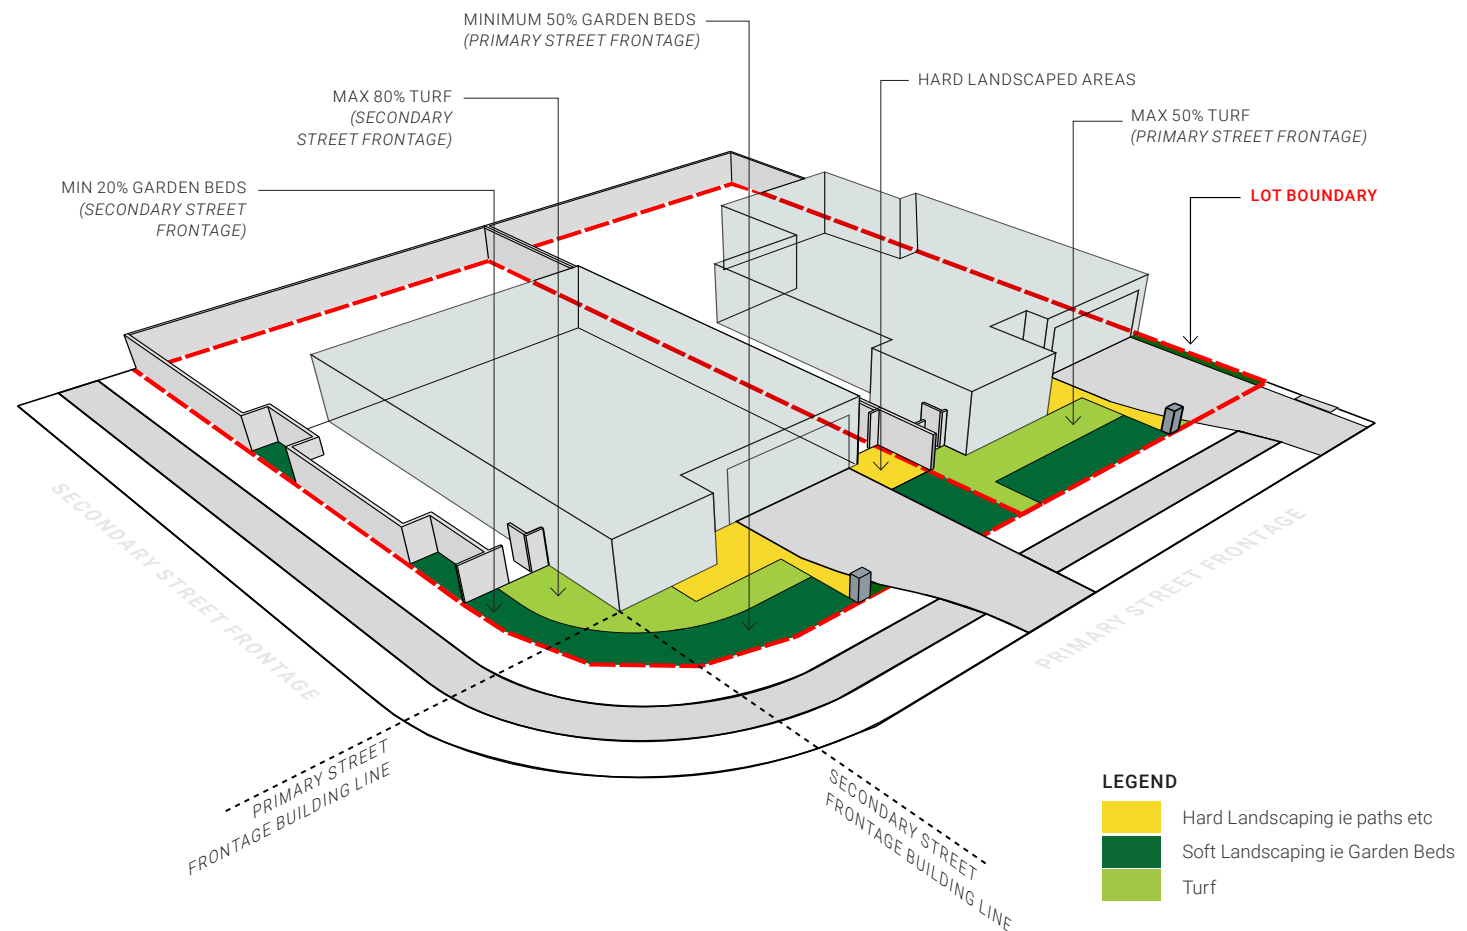 MINIMUM 50% GARDEN BEDS
(PRIMARY STREET FRONTAGE)
HARD LANDSCAPED AREAS
MAX 80% TURF
(SECONDARY
STREET FRONTAGE)
MAX 50% TURF
(PRIMARY STREET FRONTAGE)
MIN 20% GARDEN BEDS
(SECONDARY STREET
FRONTAGE)
LOT BOUNDARY
SECONDARY STREET FRONTAGE
PRIMARY STREET FRONTAGE
PRIMARY STREET
FRONTAGE BUILDING LINE
SECONDARY STREET
FRONTAGE BUILDING LINE
LEGEND
Hard Landscaping ie paths etc
Soft Landscaping ie Garden Beds
Turf